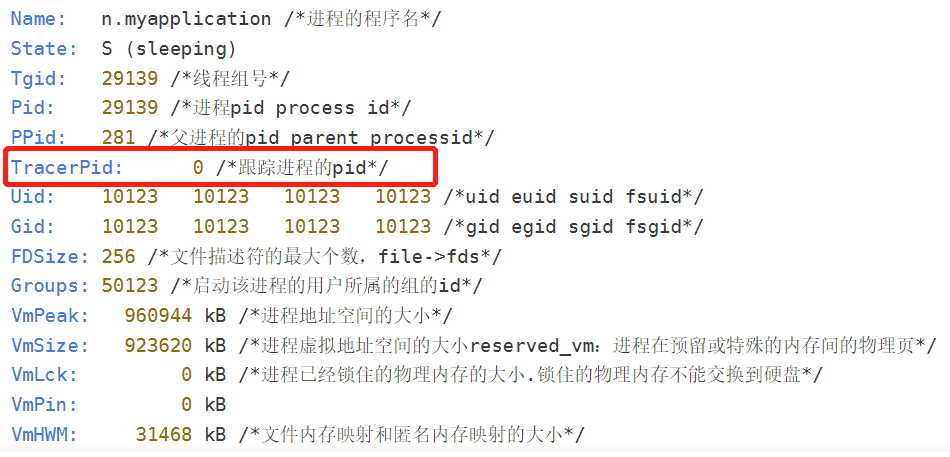 Name: n.myapplication /*进程的程序名*/
State: S (sleeping)
Tgid: 29139 /*线程组号*/
Pid: 29139 /*进程pid process id*/
PPid: 281 /*父进程的pid parent processid*/
TracerPid: 0 /*跟踪进程的pid*/
Uid: 10123 10123 10123 10123 /*uid euid suid fsuid*/
Gid: 10123 10123 10123 10123 /*gid egid sgid fsgid*/
FDSize: 256 /*文件描述符的最大个数，file->fds*/
Groups: 50123 /*启动该进程的用户所属的组的id*/
VmPeak: 960944 kB /*进程地址空间的大小*/
VmSize: 923620 kB /*进程虚拟地址空间的大小reserved_vm：进程在预留或特殊的内存间的物理页*/
VmLck: 0 kB /*进程已经锁住的物理内存的大小.锁住的物理内存不能交换到硬盘*/
VmPin: 0 kB
VmHWM: 31468 kB /*文件内存映射和匿名内存映射的大小*/